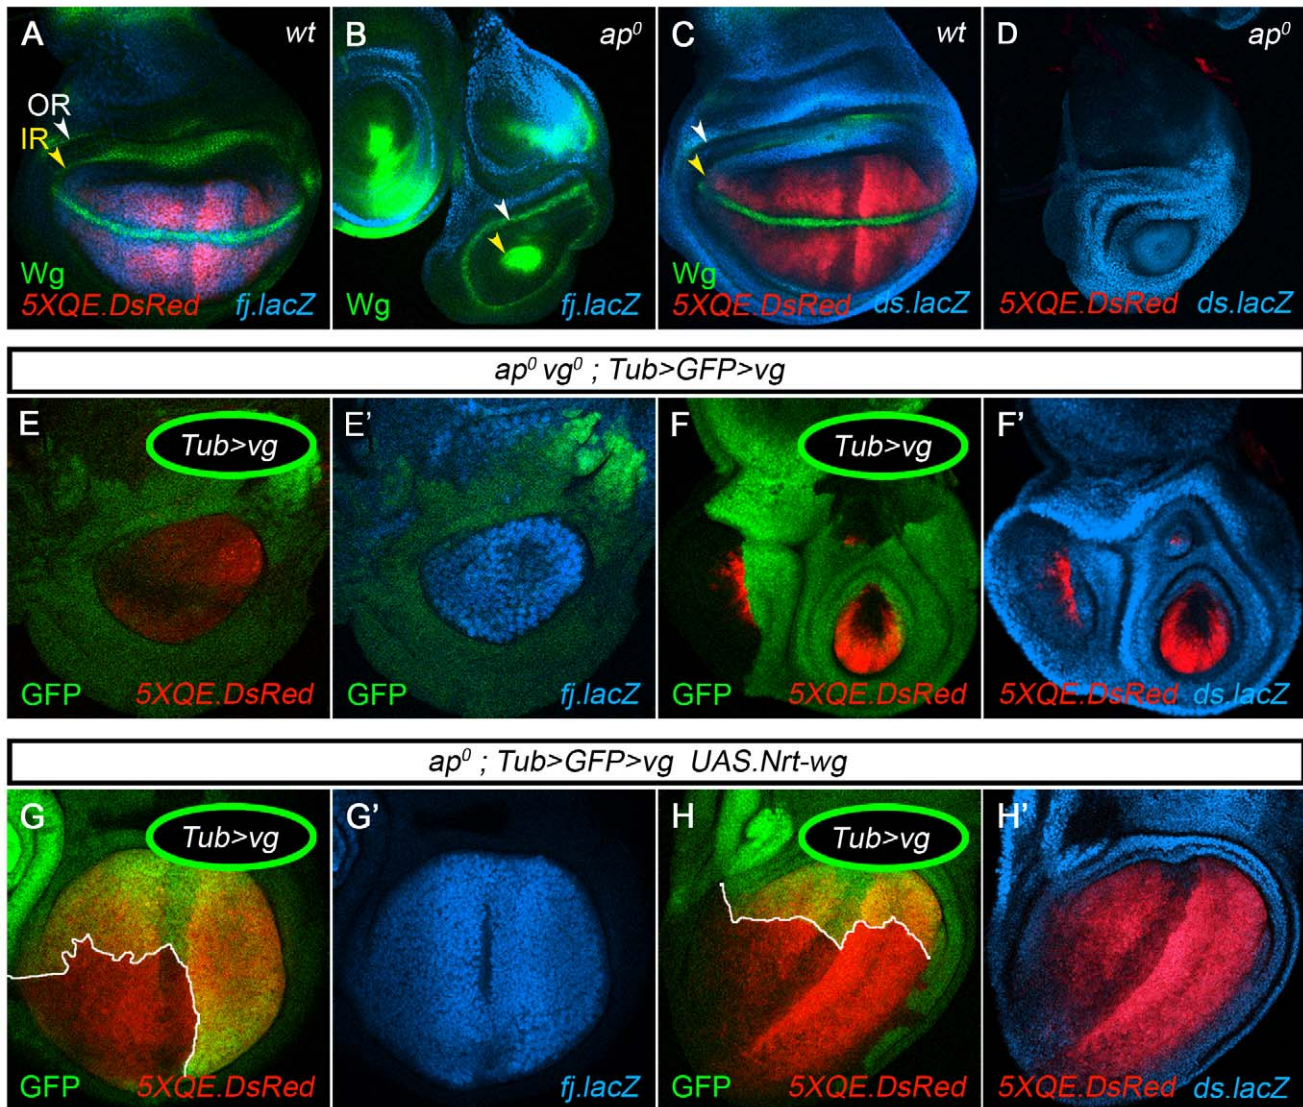 A wt
OR
IR
Wg
5XQE.DsRed fj.lacZ
B ap⁰
Wg fj.lacZ
C wt
Wg
5XQE.DsRed ds.lacZ
D ap⁰
5XQE.DsRed ds.lacZ
ap⁰ vg⁰ ; Tub>GFP>vg
E Tub>vg
GFP 5XQE.DsRed
E'
GFP fj.lacZ
F Tub>vg
GFP 5XQE.DsRed
F'
5XQE.DsRed ds.lacZ
ap⁰ ; Tub>GFP>vg UAS.Nrt-wg
G Tub>vg
GFP 5XQE.DsRed
G'
fj.lacZ
H Tub>vg
GFP 5XQE.DsRed
H'
5XQE.DsRed ds.lacZ